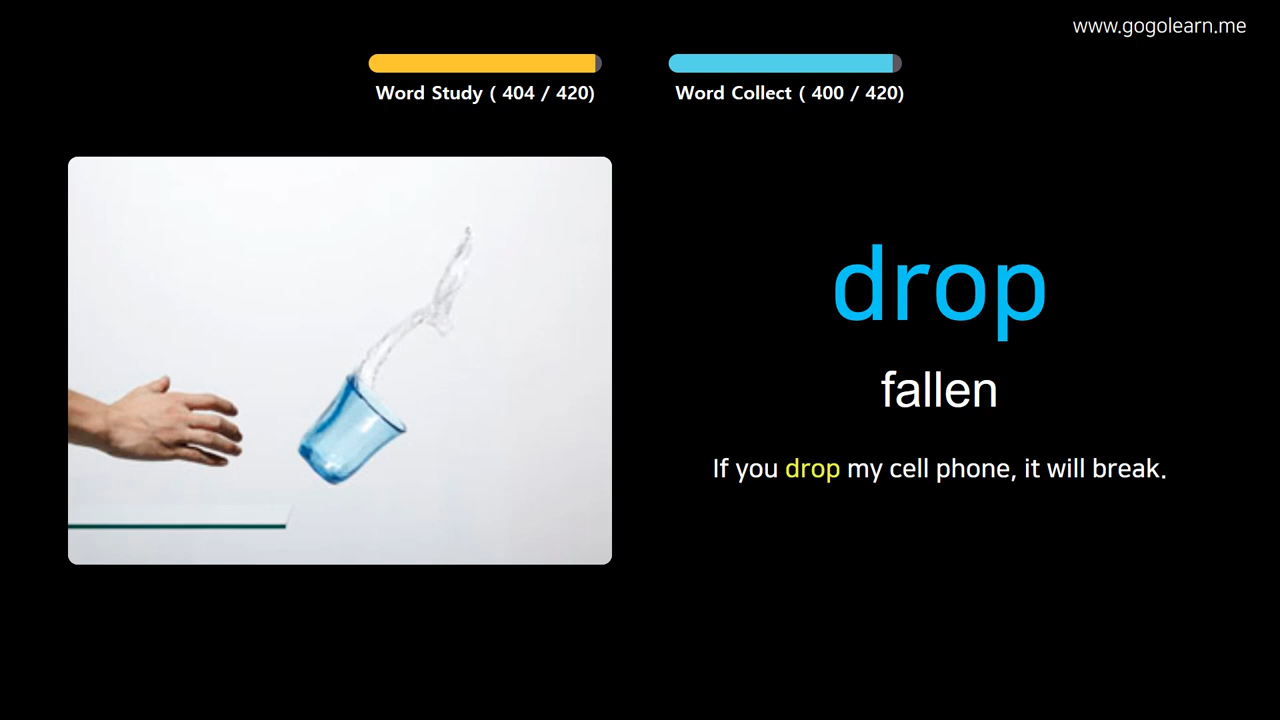 www.gogolearn.me
Word Study ( 404 / 420)
Word Collect ( 400 / 420)
drop
fallen
If you drop my cell phone, it will break.